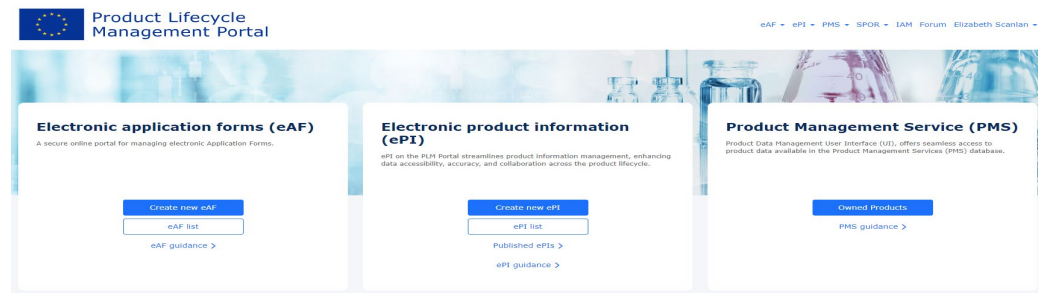 Product Lifecycle
Management Portal
eAF ePI PMS SPOR IAM Forum Elizabeth Scanlan
Electronic application forms (eAF)
A secure online portal for managing electronic Application Forms.
Create new eAF
eAF list
eAF guidance >
Electronic product information
(ePI)
ePI on the PLM Portal streamlines product information management, enhancing
data accessibility, accuracy, and collaboration across the product lifecycle.
Create new ePI
ePI list
Published ePIs >
ePI guidance >
Product Management Service (PMS)
Product Data Management User Interface (UI), offers seamless access to
product data available in the Product Management Services (PMS) database.
Owned Products
PMS guidance >